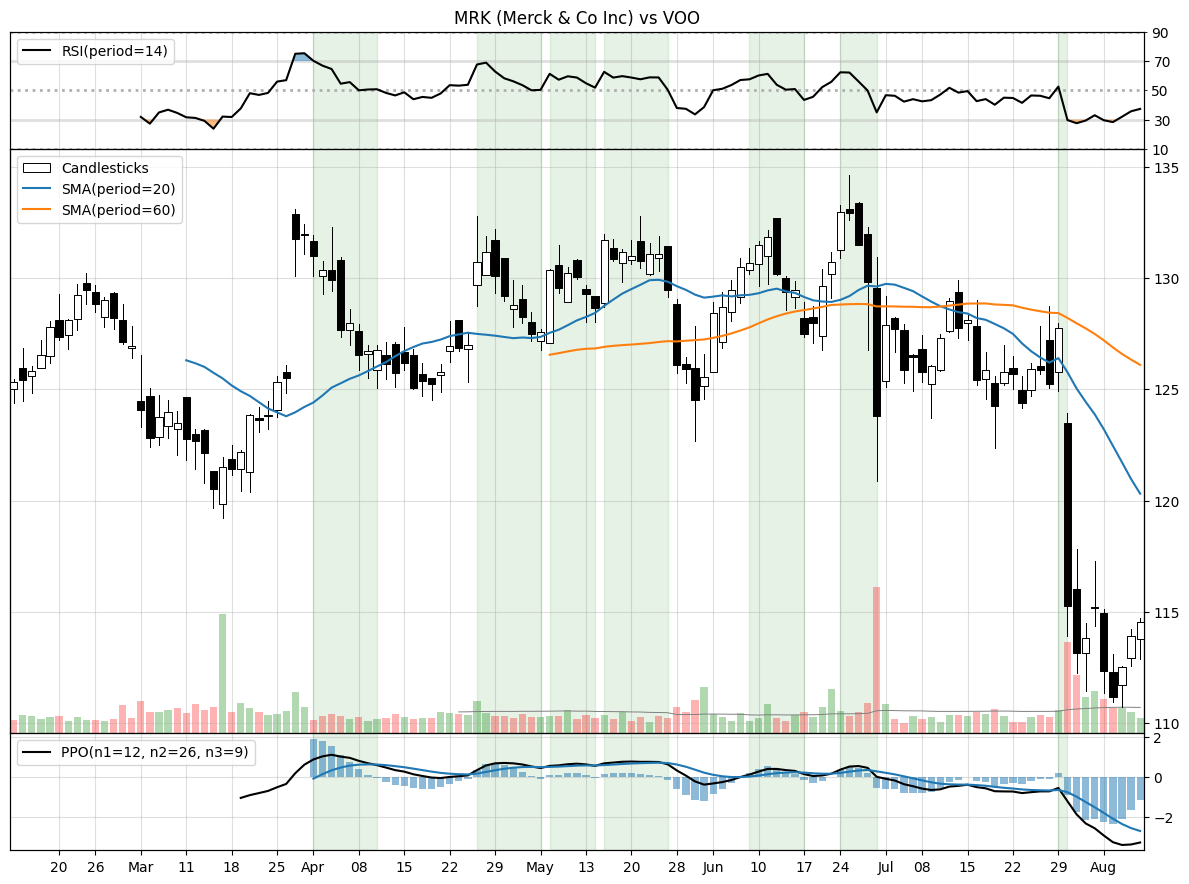 MRK (Merck & Co Inc) vs VOO
RSI(period=14)
90
70
50
30
10
Candlesticks
SMA(period=20)
SMA(period=60)
135
130
125
120
115
110
PPO(n1=12, n2=26, n3=9)
2
0
−2
20 26 Mar 11 18 25 Apr 08 15 22 29 May 13 20 28 Jun 10 17 24 Jul 08 15 22 29 Aug